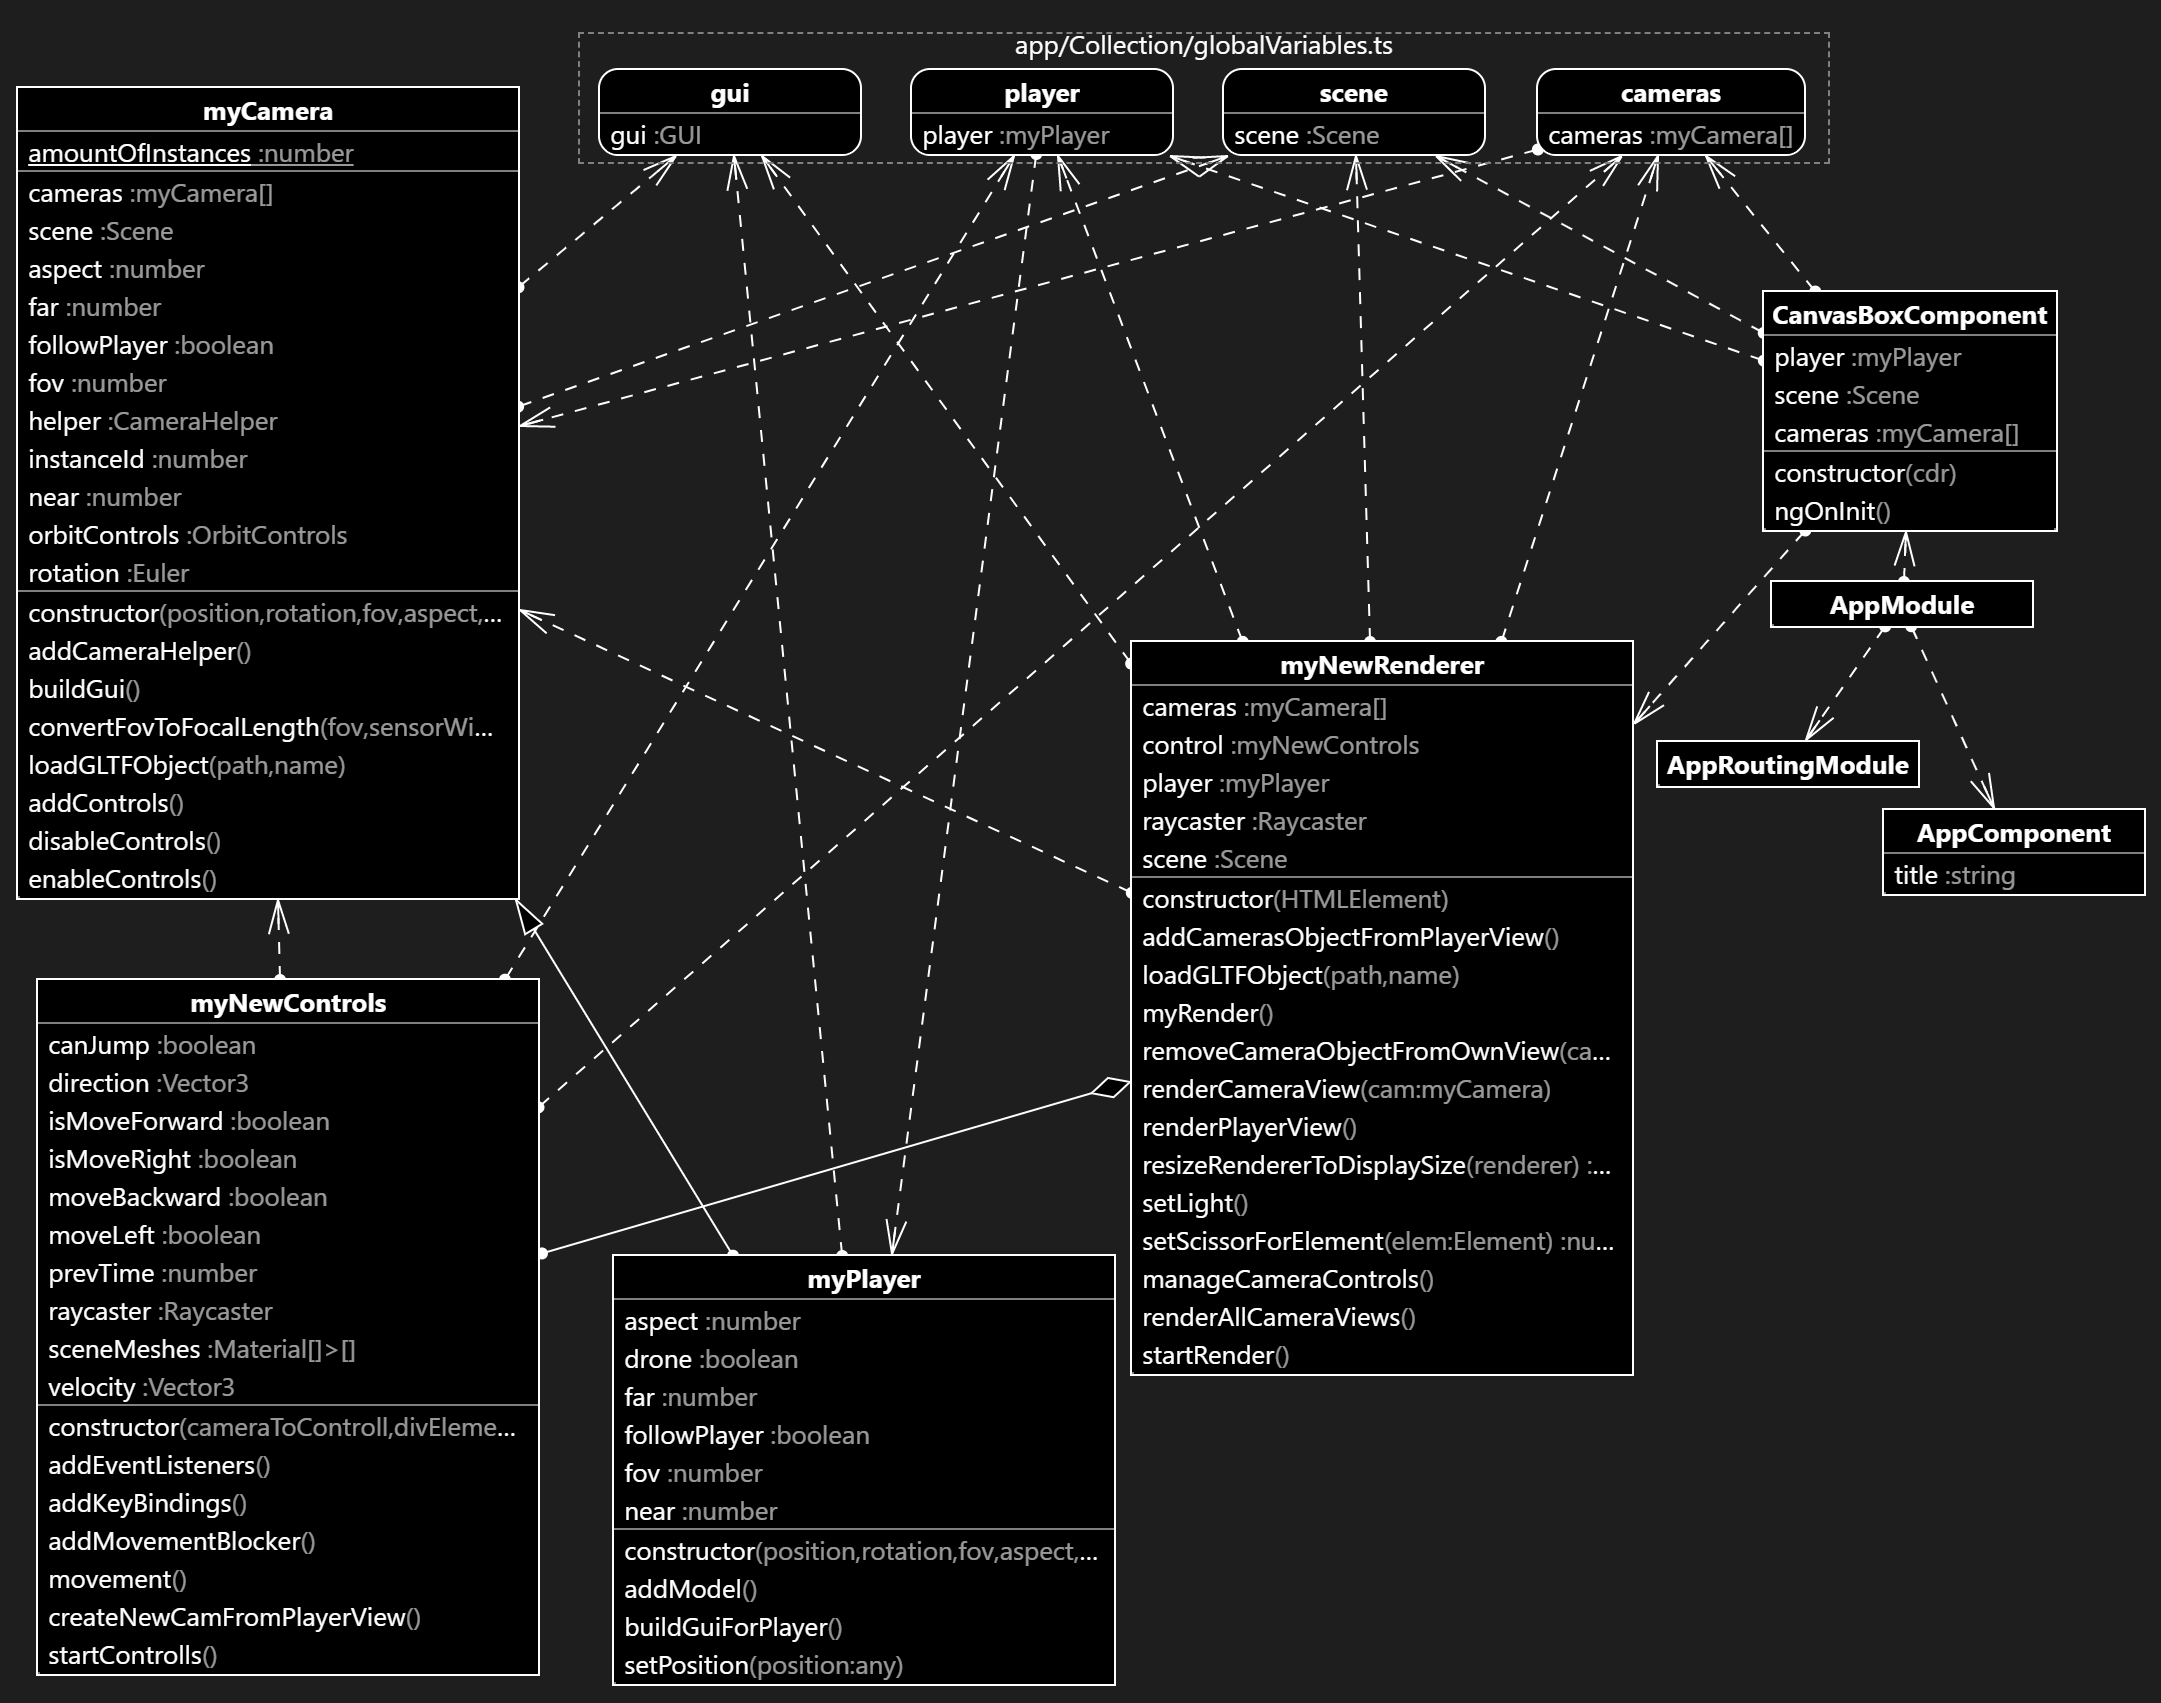 app/Collection/globalVariables.ts
gui
gui :GUI
player
player :myPlayer
scene
scene :Scene
cameras
cameras :myCamera[]
myCamera
amountOfInstances :number
cameras :myCamera[]
scene :Scene
aspect :number
far :number
followPlayer :boolean
fov :number
helper :CameraHelper
instanceId :number
near :number
orbitControls :OrbitControls
rotation :Euler
constructor(position,rotation,fov,aspect,...
addCameraHelper()
buildGui()
convertFovToFocalLength(fov,sensorWi...
loadGLTFObject(path,name)
addControls()
disableControls()
enableControls()
CanvasBoxComponent
player :myPlayer
scene :Scene
cameras :myCamera[]
constructor(cdr)
ngOnInit()
AppModule
AppRoutingModule
AppComponent
title :string
myNewRenderer
cameras :myCamera[]
control :myNewControls
player :myPlayer
raycaster :Raycaster
scene :Scene
constructor(HTMLElement)
addCamerasObjectFromPlayerView()
loadGLTFObject(path,name)
myRender()
removeCameraObjectFromOwnView(ca...
renderCameraView(cam:myCamera)
renderPlayerView()
resizeRendererToDisplaySize(renderer) :...
setLight()
setScissorForElement(elem:Element) :nu...
manageCameraControls()
renderAllCameraViews()
startRender()
myNewControls
canJump :boolean
direction :Vector3
isMoveForward :boolean
isMoveRight :boolean
moveBackward :boolean
moveLeft :boolean
prevTime :number
raycaster :Raycaster
sceneMeshes :Material[]>[]
velocity :Vector3
constructor(cameraToControll,divEleme...
addEventListeners()
addKeyBindings()
addMovementBlocker()
movement()
createNewCamFromPlayerView()
startControlls()
myPlayer
aspect :number
drone :boolean
far :number
followPlayer :boolean
fov :number
near :number
constructor(position,rotation,fov,aspect,...
addModel()
buildGuiForPlayer()
setPosition(position:any)